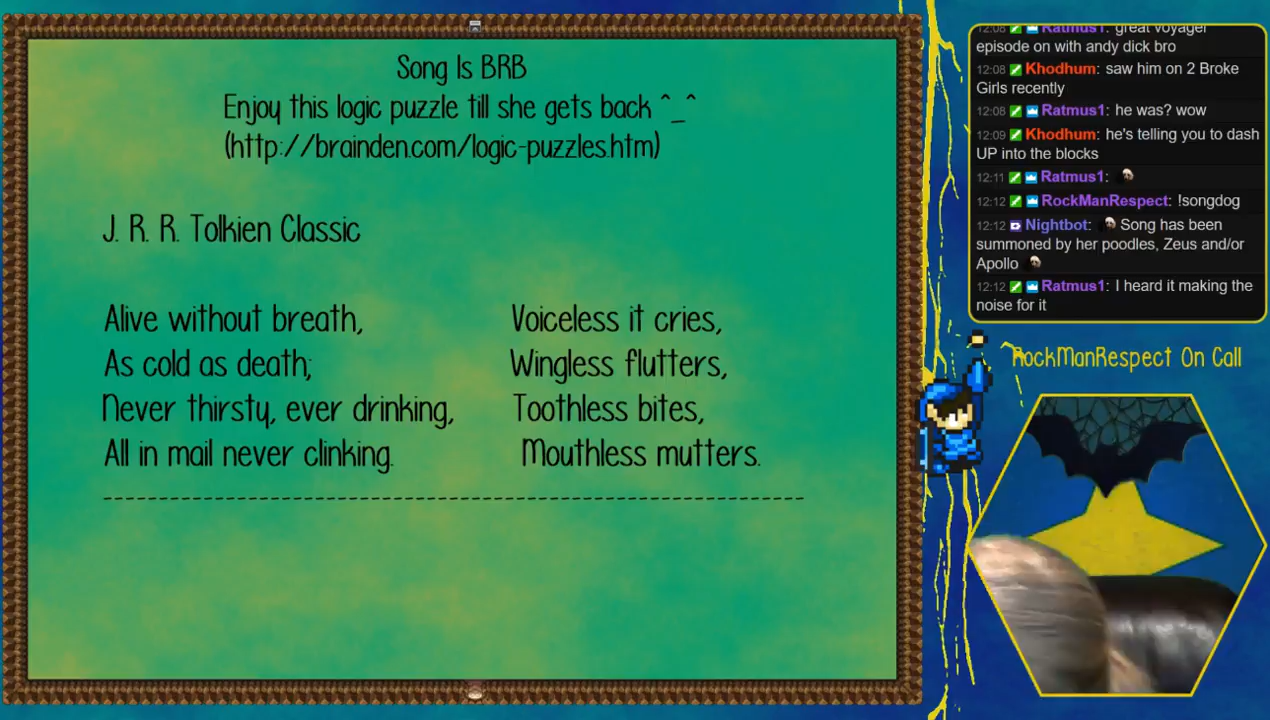 Song Is BRB
Enjoy this logic puzzle till she gets back ^_^
(http://brainden.com/logic-puzzles.htm)
J. R. R. Tolkien Classic
Alive without breath,
As cold as death;
Never thirsty, ever drinking,
All in mail never clinking.
Voiceless it cries,
Wingless flutters,
Toothless bites,
Mouthless mutters.
--------------------------------------------------------------
12:08 Ratmus1: great voyager
episode on with andy dick bro
12:08 Khodhum: saw him on 2 Broke
Girls recently
12:08 Ratmus1: he was? wow
12:09 Khodhum: he's telling you to dash
UP into the blocks
12:11 Ratmus1:
12:12 RockManRespect: !songdog
12:12 Nightbot: Song has been
summoned by her poodles, Zeus and/or
Apollo
12:12 Ratmus1: I heard it making the
noise for it
RockManRespect On Call